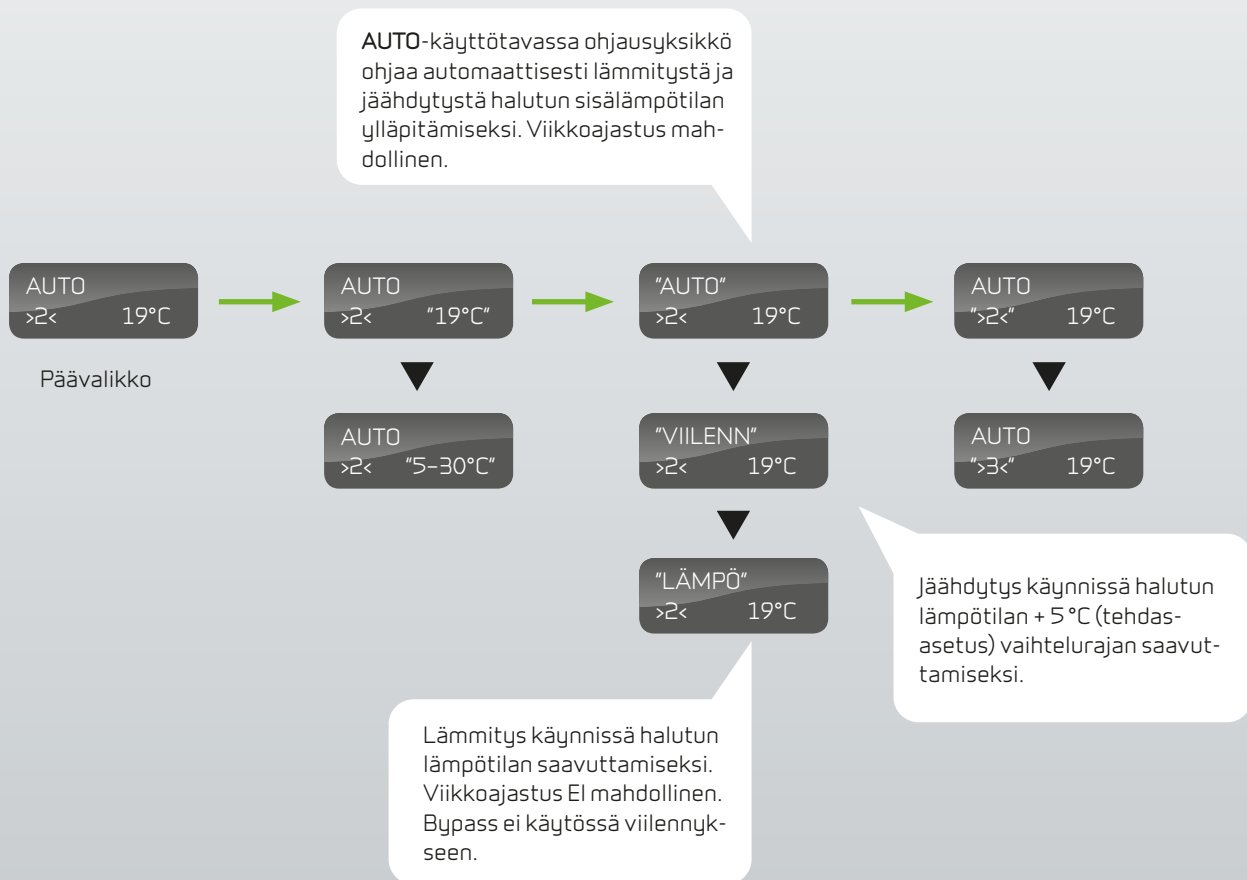 AUTO-käyttötavassa ohjausyksikkö
ohjaa automaattisesti lämmitystä ja
jäähdytystä halutun sisälämpötilan
ylläpitämiseksi. Viikkoajastus mah-
dollinen.
AUTO
>2< 19°C
AUTO
>2< "19°C"
"AUTO"
>2< 19°C
AUTO
">2<" 19°C
Päävalikko
AUTO
>2< "5–30°C"
"VIILENN"
>2< 19°C
AUTO
">3<" 19°C
"LÄMPÖ"
>2< 19°C
Jäähdytys käynnissä halutun
lämpötilan + 5 °C (tehdas-
asetus) vaihtelurajan saavut-
tamiseksi.
Lämmitys käynnissä halutun
lämpötilan saavuttamiseksi.
Viikkoajastus EI mahdollinen.
Bypass ei käytössä viilennyk-
seen.